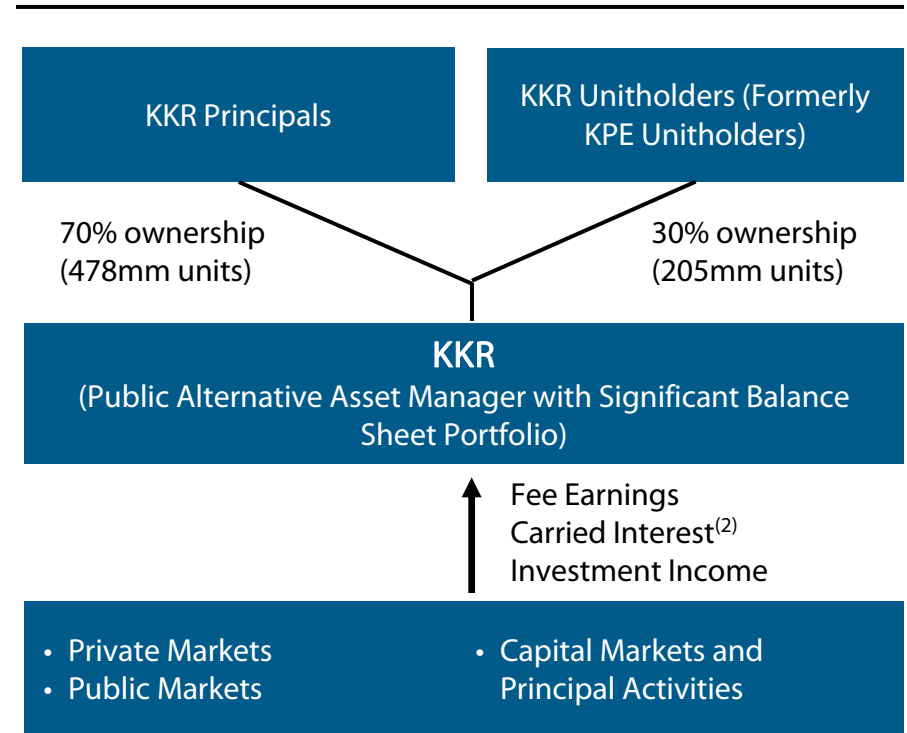 KKR Principals
KKR Unitholders (Formerly
KPE Unitholders)
70% ownership
(478mm units)
30% ownership
(205mm units)
KKR
(Public Alternative Asset Manager with Significant Balance
Sheet Portfolio)
Fee Earnings
Carried Interest(2)
Investment Income
• Private Markets
• Public Markets
• Capital Markets and
Principal Activities